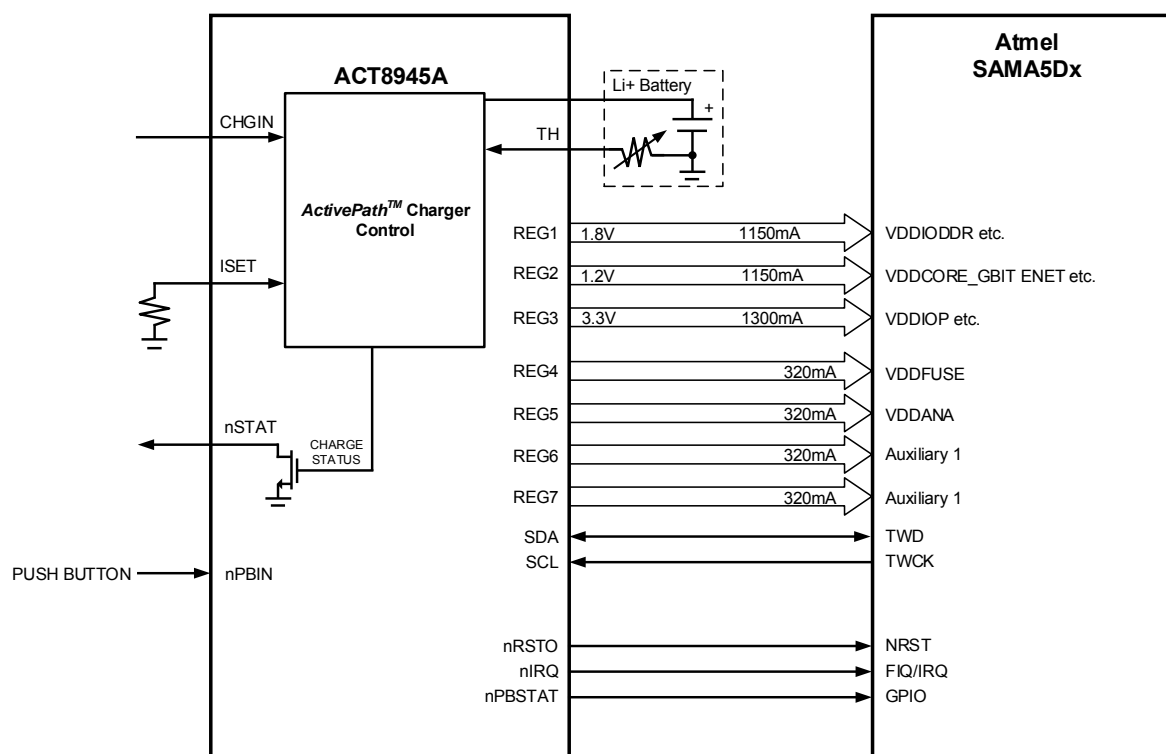 Atmel
SAMA5Dx
ACT8945A
Li+ Battery
+
CHGIN
TH
ActivePath™ Charger
Control
REG1
1.8V
1150mA
VDDIODDR etc.
ISET
REG2
1.2V
1150mA
VDDCORE_GBIT ENET etc.
REG3
3.3V
1300mA
VDDIOP etc.
REG4
320mA
VDDFUSE
REG5
320mA
VDDANA
nSTAT
CHARGE
STATUS
REG6
320mA
Auxiliary 1
REG7
320mA
Auxiliary 1
SDA
TWD
SCL
TWCK
PUSH BUTTON
nPBIN
nRSTO
NRST
nIRQ
FIQ/IRQ
nPBSTAT
GPIO